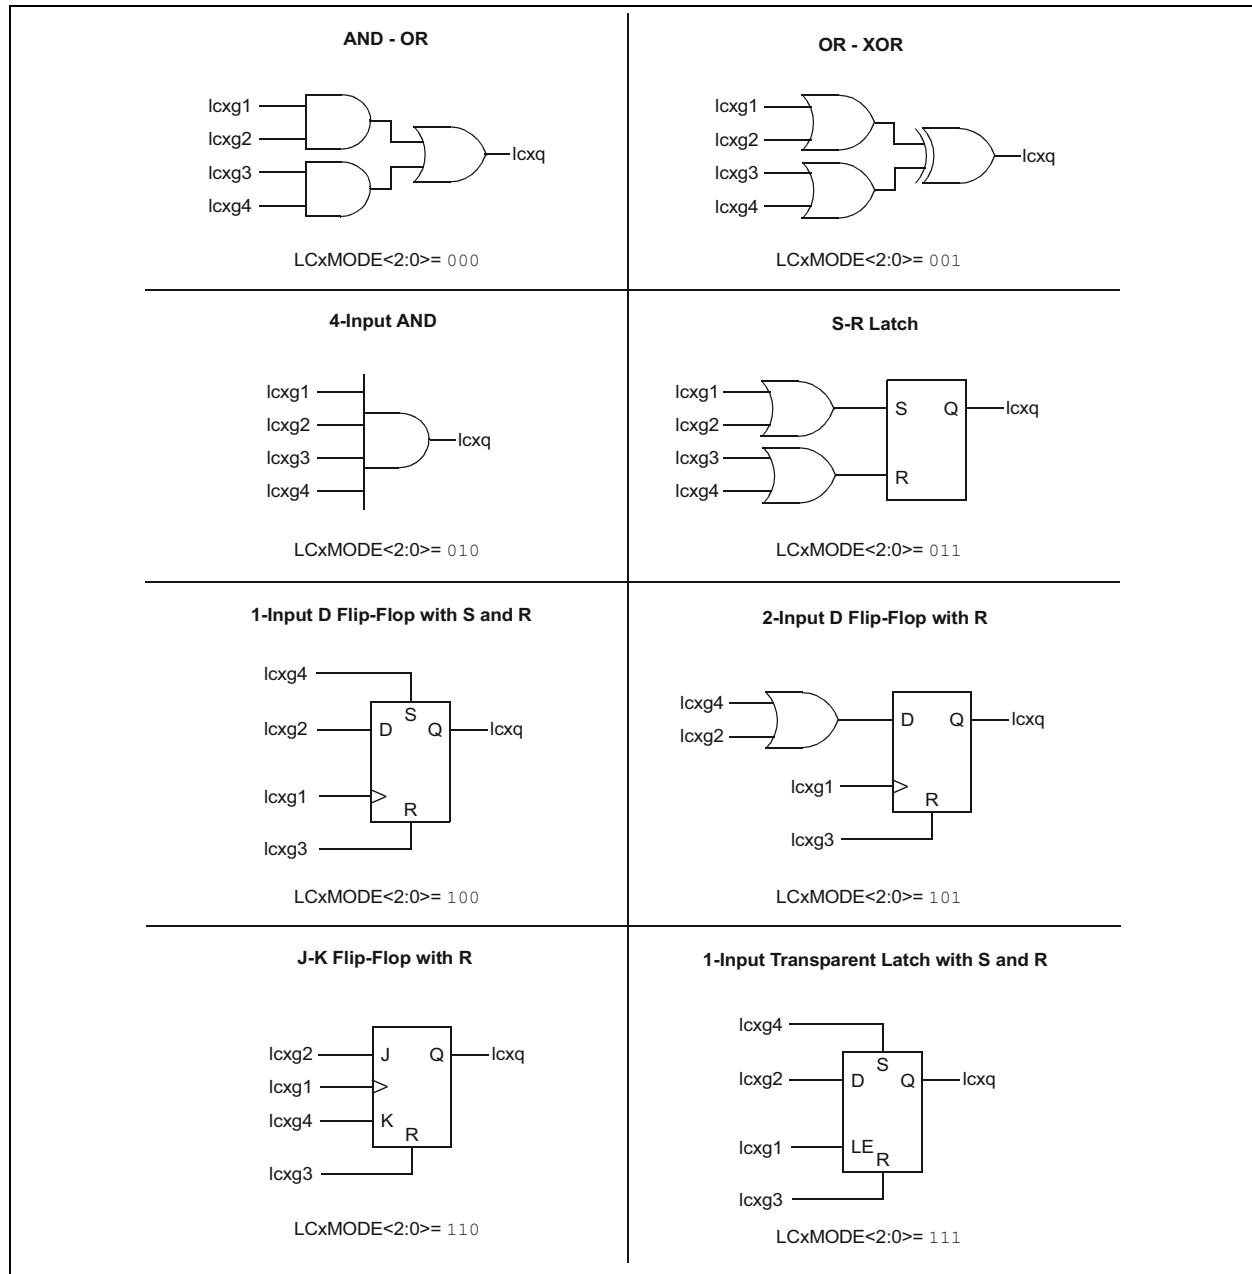 AND - OR
lcxg1
lcxg2
lcxg3
lcxg4
lcxq
LCxMODE<2:0>= 000
OR - XOR
lcxg1
lcxg2
lcxg3
lcxg4
lcxq
LCxMODE<2:0>= 001
4-Input AND
lcxg1
lcxg2
lcxg3
lcxg4
lcxq
LCxMODE<2:0>= 010
S-R Latch
lcxg1
lcxg2
lcxg3
lcxg4
S
Q
lcxq
R
LCxMODE<2:0>= 011
1-Input D Flip-Flop with S and R
lcxg4
S
lcxg2
D
Q
lcxq
lcxg1
R
lcxg3
LCxMODE<2:0>= 100
2-Input D Flip-Flop with R
lcxg4
lcxg2
D
Q
lcxq
lcxg1
R
lcxg3
LCxMODE<2:0>= 101
J-K Flip-Flop with R
lcxg2
J
Q
lcxq
lcxg1
lcxg4
K
R
lcxg3
LCxMODE<2:0>= 110
1-Input Transparent Latch with S and R
lcxg4
S
lcxg2
D
Q
lcxq
lcxg1
LE
R
lcxg3
LCxMODE<2:0>= 111